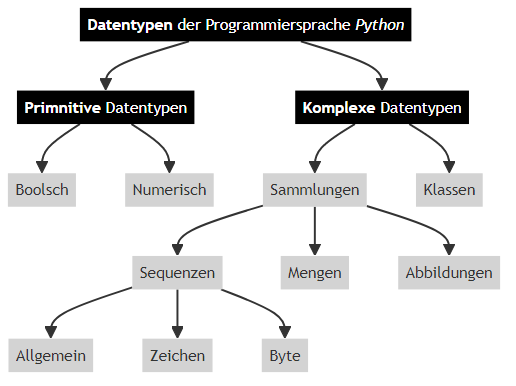 Datentypen der Programmiersprache Python
Primnitive Datentypen
Komplexe Datentypen
Boolsch
Numerisch
Sammlungen
Klassen
Sequenzen
Mengen
Abbildungen
Allgemein
Zeichen
Byte